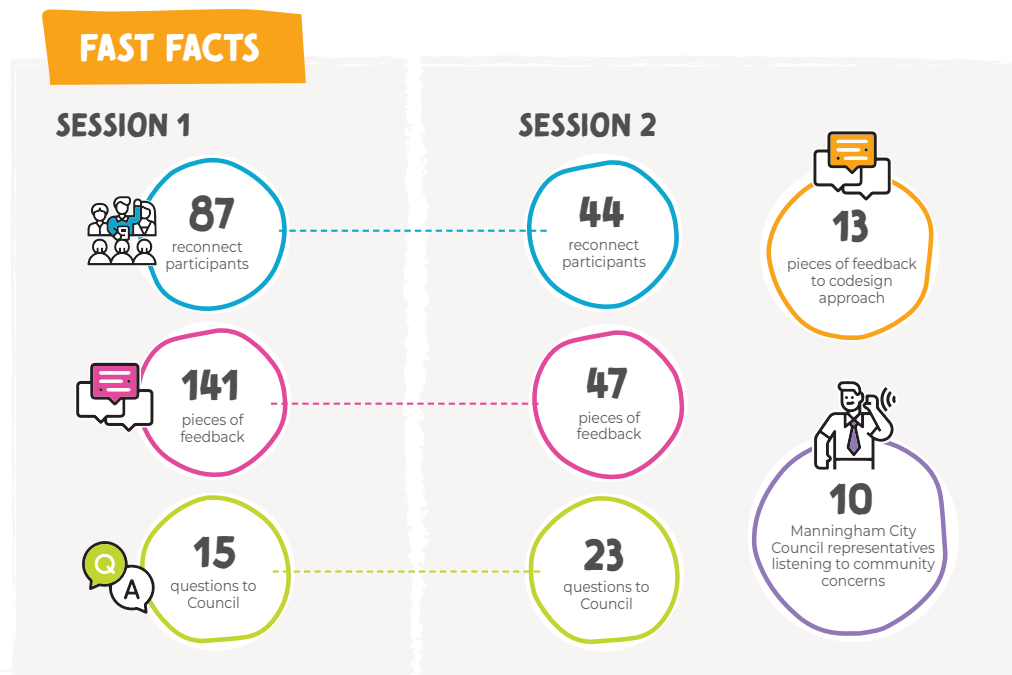 FAST FACTS
SESSION 1
87
reconnect
participants
141
pieces of
feedback
Q
A
15
questions to
Council
SESSION 2
44
reconnect
participants
47
pieces of
feedback
23
questions to
Council
13
pieces of feedback
to codesign
approach
10
Manningham City
Council representatives
listening to community
concerns